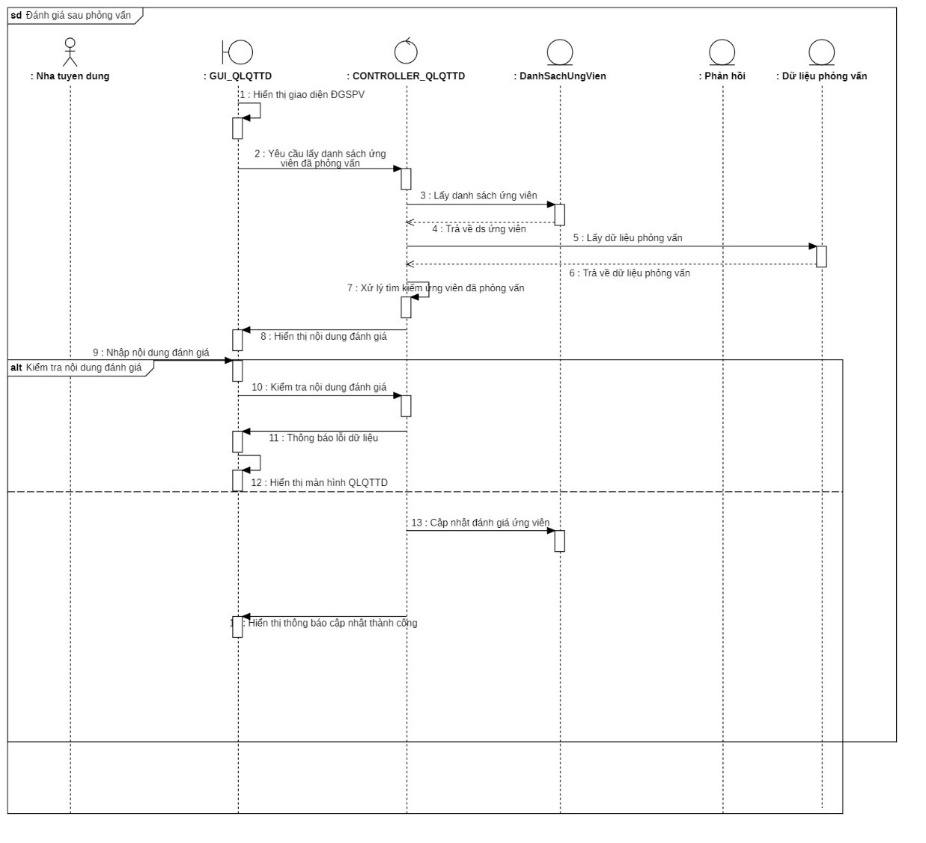 sd Đánh giá sau phỏng vấn
: Nha tuyen dung
: GUI_QLQTTD
: CONTROLLER_QLQTTD
: DanhSachUngVien
: Phản hồi
: Dữ liệu phỏng vấn
1 : Hiển thị giao diện ĐGSPV
2 : Yêu cầu lấy danh sách ứng
viên đã phỏng vấn
3 : Lấy danh sách ứng viên
4 : Trả về ds ứng viên
5 : Lấy dữ liệu phỏng vấn
6 : Trả về dữ liệu phỏng vấn
7 : Xử lý tìm kiếm ứng viên đã phỏng vấn
8 : Hiển thị nội dung đánh giá
9 : Nhập nội dung đánh giá
alt Kiểm tra nội dung đánh giá
10 : Kiểm tra nội dung đánh giá
11 : Thông báo lỗi dữ liệu
12 : Hiển thị màn hình QLQTTD
13 : Cập nhật đánh giá ứng viên
: Hiển thị thông báo cập nhật thành công